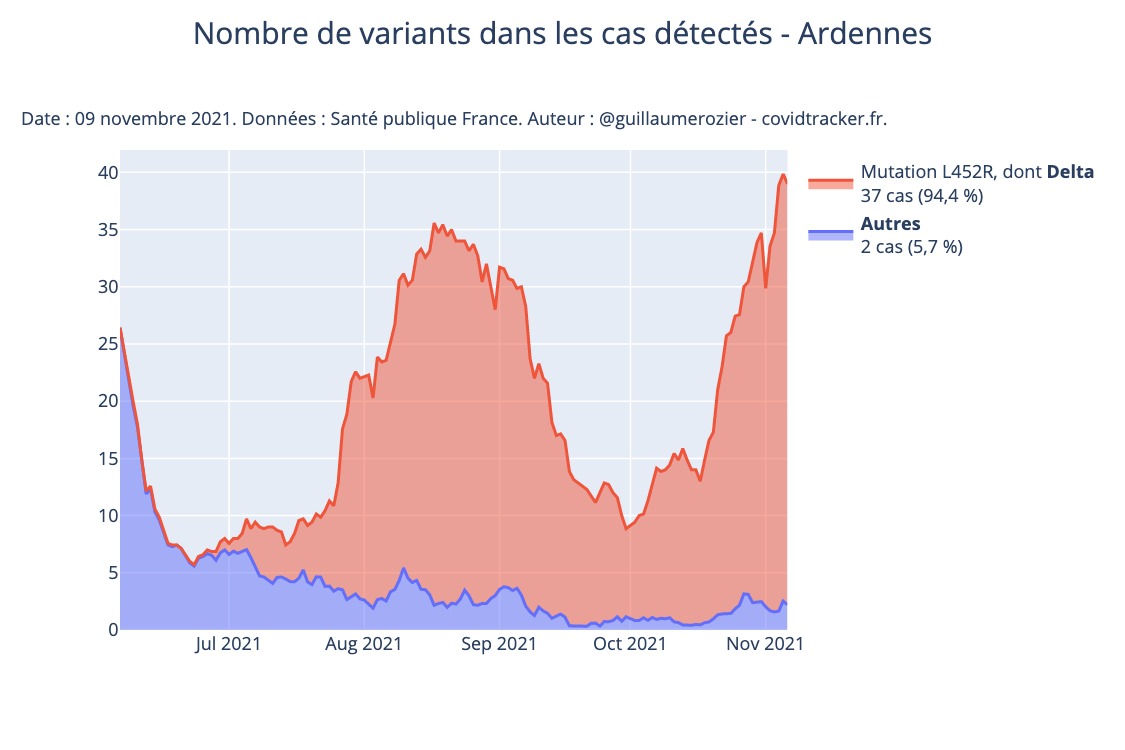 Nombre de variants dans les cas détectés - Ardennes
Date : 09 novembre 2021. Données : Santé publique France. Auteur : @guillaumerozier - covidtracker.fr.
40
35
30
25
20
15
10
5
0
Jul 2021
Aug 2021
Sep 2021
Oct 2021
Nov 2021
Mutation L452R, dont Delta
37 cas (94,4 %)
Autres
2 cas (5,7 %)